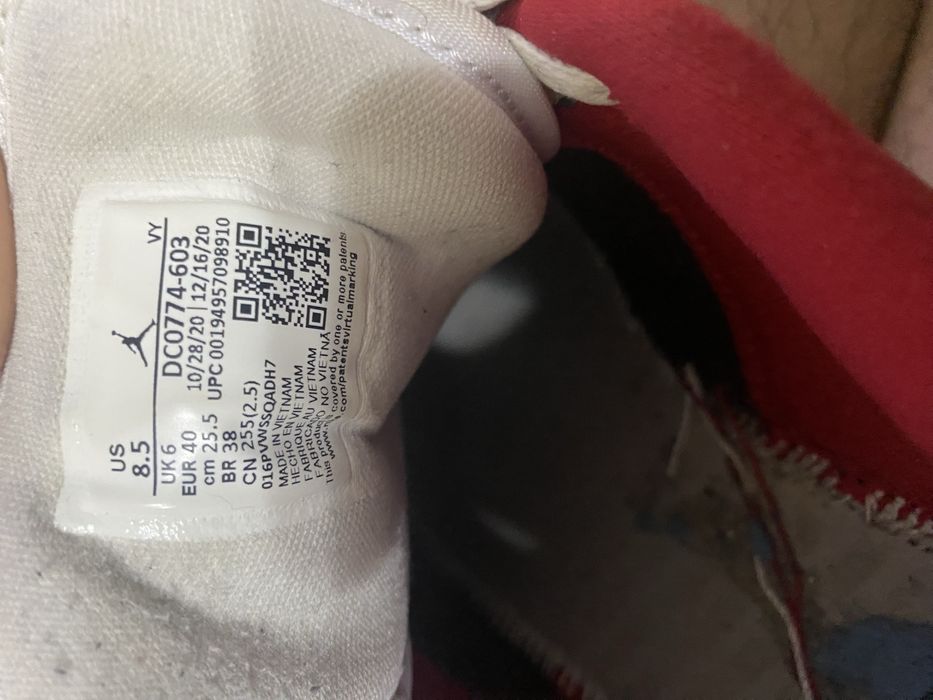 US VY
8.5
UK 6 DC0774-603
EUR 40 10/28/20 | 12/16/20
cm 25.5 UPC 00194957098910
BR 38
CN 255(2.5)
016PVWSSQADH7
MADE IN VIETNAM
HECHO EN VIETNAM
FABRIQUE AU VIETNAM
FABRICADO NO VIETNÃ
This product covered by one or more patents
com/patentsvirtualmarking